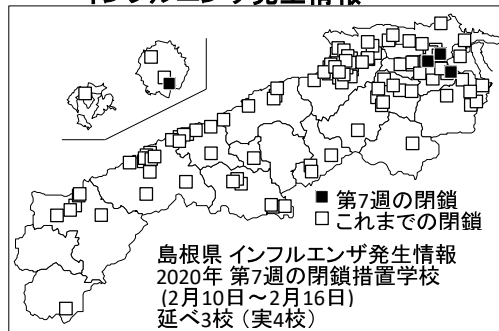 インフルエンザ発生情報
■ 第7週の閉鎖
□ これまでの閉鎖
島根県 インフルエンザ発生情報
2020年 第7週の閉鎖措置学校
(2月10日～2月16日)
延べ3校（実4校）